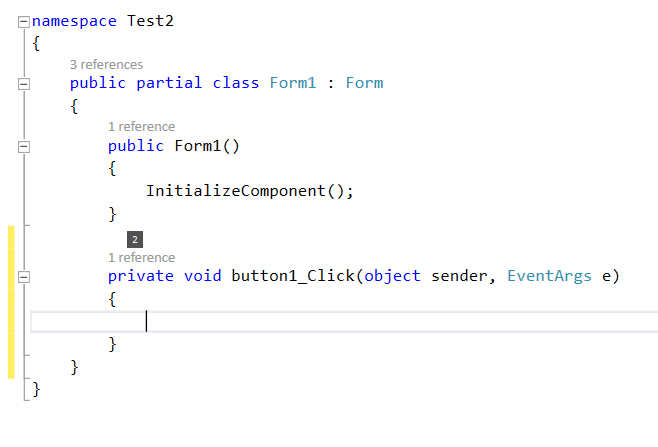 namespace Test2
{
3 references
public partial class Form1 : Form
{
1 reference
public Form1()
{
InitializeComponent();
}
2
1 reference
private void button1_Click(object sender, EventArgs e)
{
}
}
}